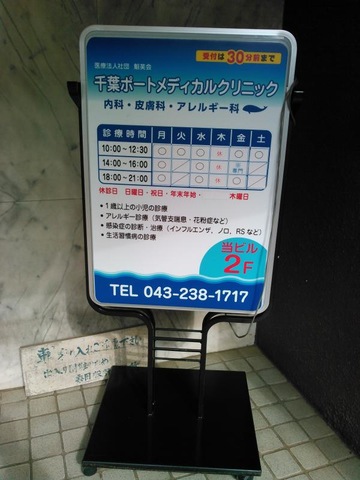 受付は30分前まで
医療法人社団 魁英会
千葉ポートメディカルクリニック
内科・皮膚科・アレルギー科
診療時間 月 火 水 木 金 土
10:00〜12:30 ○ ○ ○ 休 ○ ○
14:00〜16:00 ○ ○ 休
18:00〜21:00 ○ ○ ○ 休 ○
休診日 日曜日・祝日・年末年始・ 木曜日
・1歳以上の小児の診療
・アレルギー診療(気管支喘息・花粉症など)
・感染症の診断・治療(インフルエンザ、ノロ、RSなど)
・生活習慣病の診療
当ビル
2F
TEL 043-238-1717